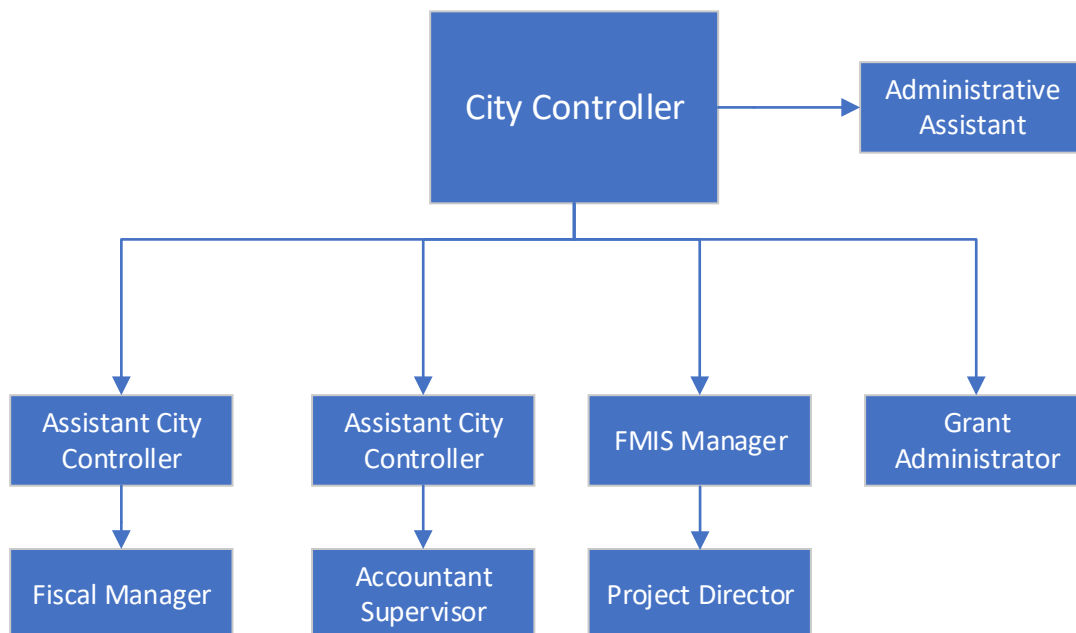 City Controller
Administrative
Assistant
Assistant City
Controller
Assistant City
Controller
FMIS Manager
Grant
Administrator
Fiscal Manager
Accountant
Supervisor
Project Director